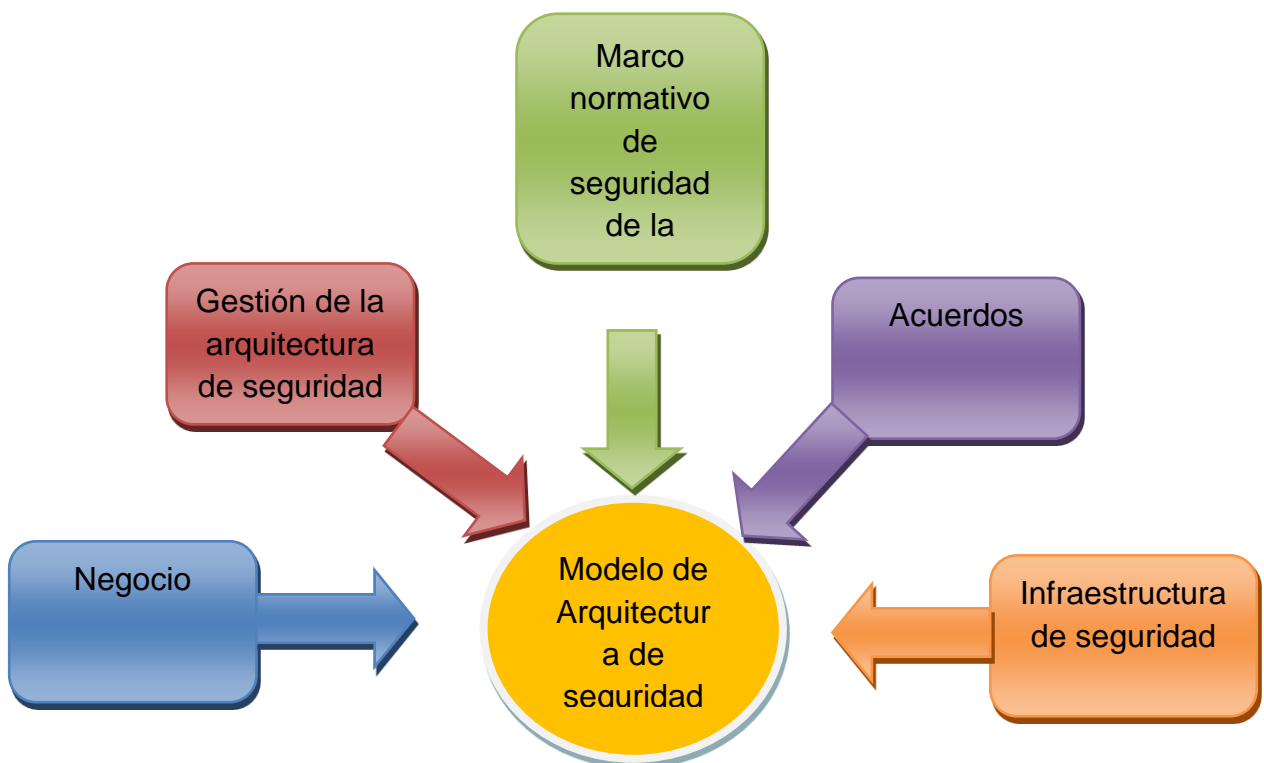 Marco
normativo
de
seguridad
de la
Gestión de la
arquitectura
de seguridad
Acuerdos
Negocio
Modelo de
Arquitectur
a de
seguridad
Infraestructura
de seguridad